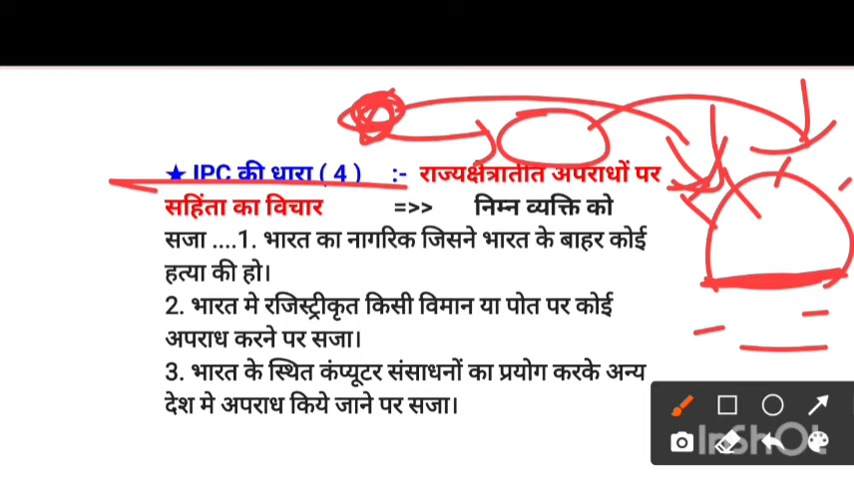 ★ IPC की धारा ( 4 ) :- राज्यक्षेत्रातीत अपराधों पर
सहिंता का विचार =>> निम्न व्यक्ति को
सजा ....1. भारत का नागरिक जिसने भारत के बाहर कोई
हत्या की हो।
2. भारत मे रजिस्ट्रीकृत किसी विमान या पोत पर कोई
अपराध करने पर सजा।
3. भारत के स्थित कंप्यूटर संसाधनों का प्रयोग करके अन्य
देश मे अपराध किये जाने पर सजा।
InShOt